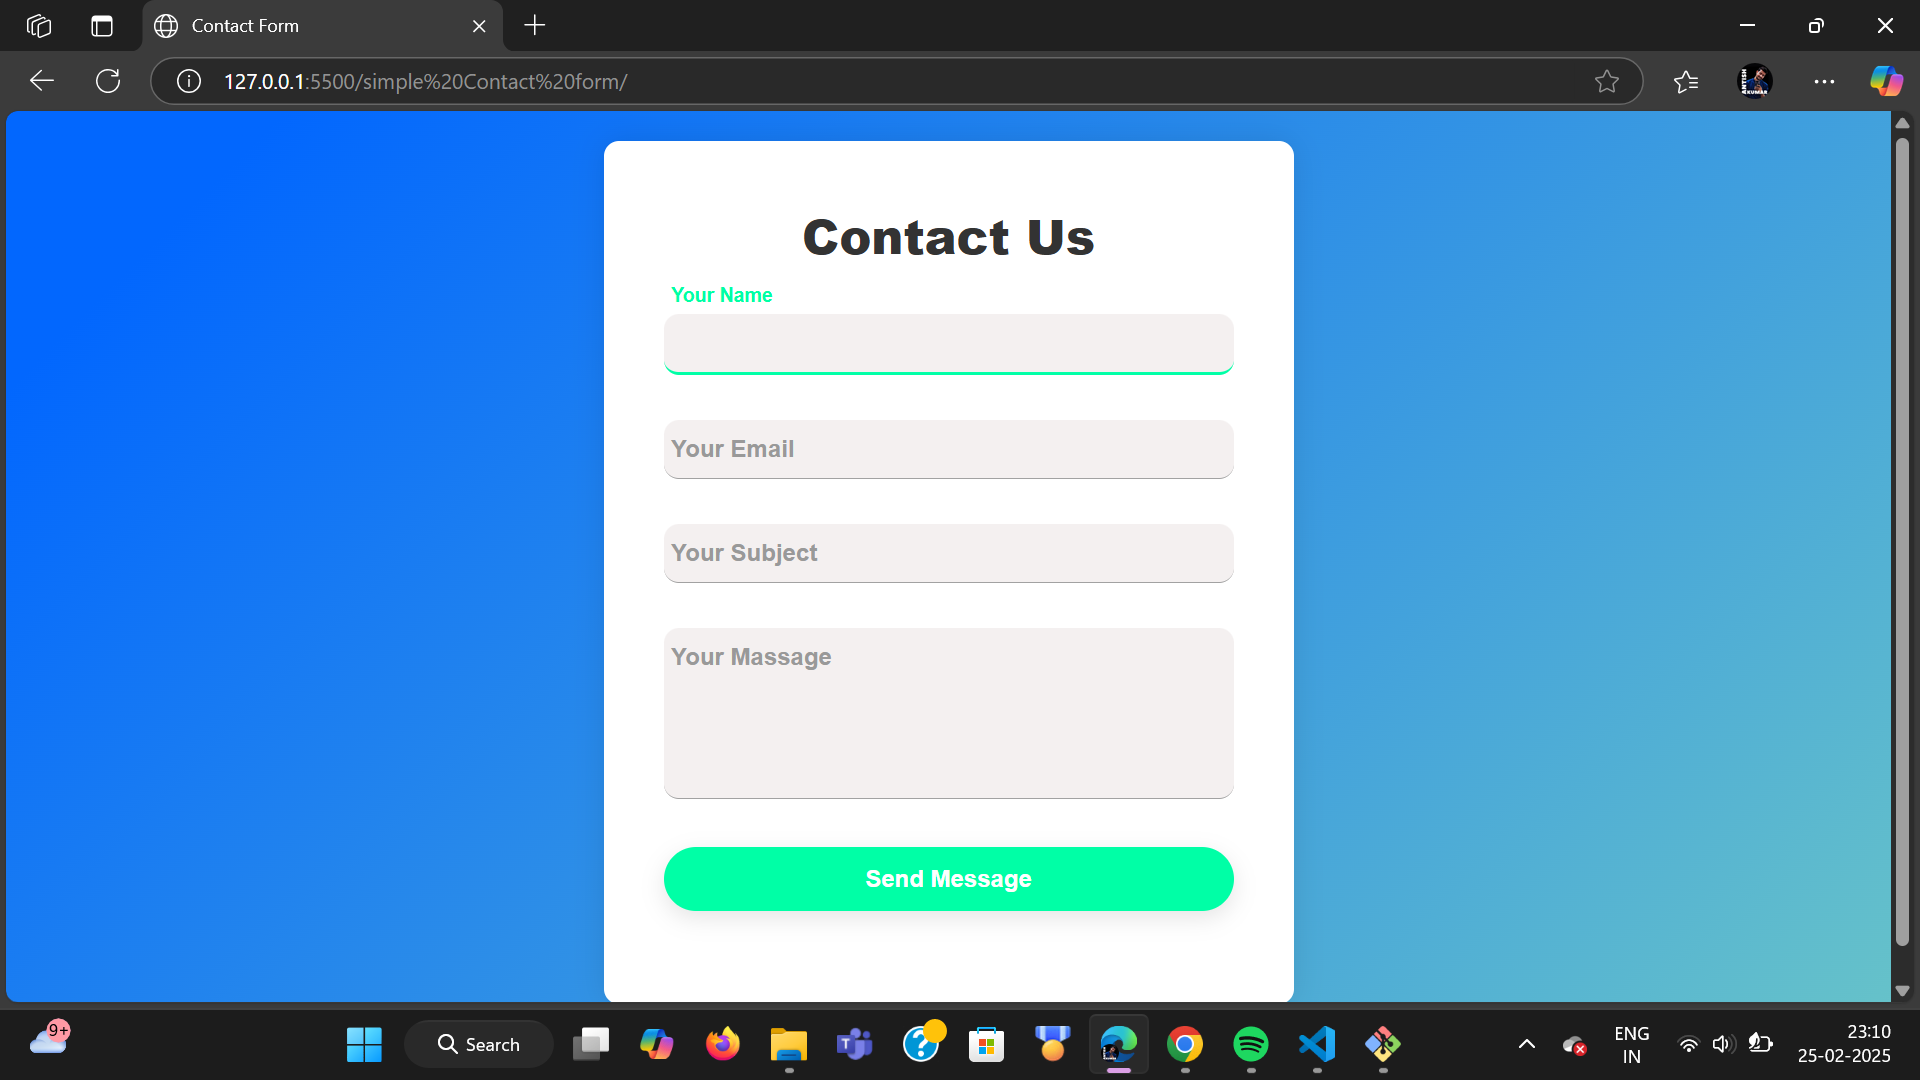 Contact Form
127.0.0.1:5500/simple%20Contact%20form/
Contact Us
Your Name
Your Email
Your Subject
Your Massage
Send Message
9+
Search
ENG
IN
23:10
25-02-2025